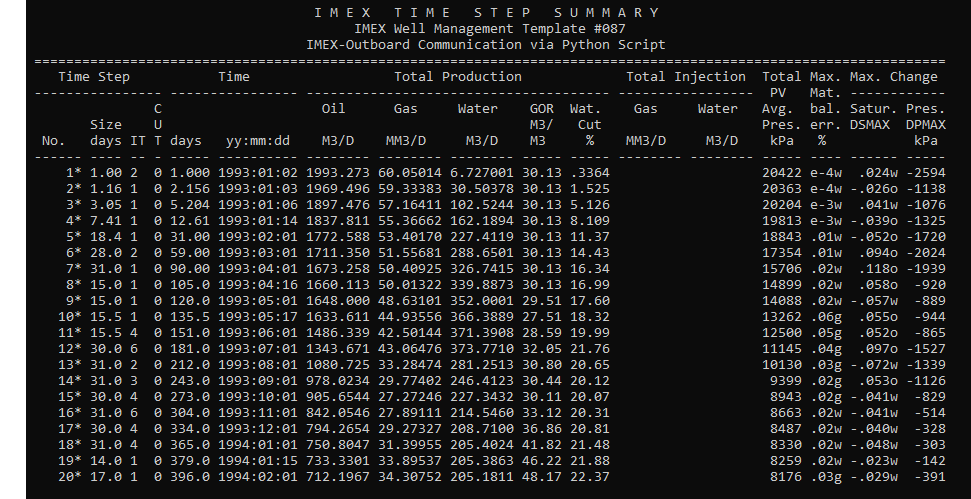 I M E X   T I M E   S T E P   S U M M A R Y
IMEX Well Management Template #087
IMEX-Outboard Communication via Python Script
================================================================================
Time Step Time Total Production Total Injection Total Max. Max. Change
PV Mat.
C Oil Gas Water GOR Wat. Gas Water Avg. bal. Satur. Pres.
Size U M3/ Cut Pres. err. DSMAX DPMAX
No. days IT T days yy:mm:dd M3/D MM3/D M3/D M3 % MM3/D M3/D kPa % kPa
1* 1.00 2 0 1.000 1993:01:02 1993.273 60.05014 6.727001 30.13 .3364 20422 e-4w .024w -2594
2* 1.16 1 0 2.156 1993:01:03 1969.496 59.33383 30.50378 30.13 1.525 20363 e-4w -.026o -1138
3* 3.05 1 0 5.204 1993:01:06 1897.476 57.16411 102.5244 30.13 5.126 20204 e-3w .041w -1076
4* 7.41 1 0 12.61 1993:01:14 1837.811 55.36662 162.1894 30.13 8.109 19813 e-3w -.039o -1325
5* 18.4 1 0 31.00 1993:02:01 1772.588 53.40170 227.4119 30.13 11.37 18843 .01w -.052o -1720
6* 28.0 2 0 59.00 1993:03:01 1711.350 51.55681 288.6501 30.13 14.43 17354 .01w .094o -2024
7* 31.0 1 0 90.00 1993:04:01 1673.258 50.40925 326.7415 30.13 16.34 15706 .02w .118o -1939
8* 15.0 1 0 105.0 1993:04:16 1660.113 50.01322 339.8873 30.13 16.99 14899 .02w .058o -920
9* 15.0 1 0 120.0 1993:05:01 1648.000 48.63101 352.0001 29.51 17.60 14088 .02w -.057w -889
10* 15.5 1 0 135.5 1993:05:17 1633.611 44.93556 366.3889 27.51 18.32 13262 .06g .055o -944
11* 15.5 4 0 151.0 1993:06:01 1486.339 42.50144 371.3908 28.59 19.99 12500 .05g .052o -865
12* 30.0 6 0 181.0 1993:07:01 1343.671 43.06476 373.7710 32.05 21.76 11145 .04g .097o -1527
13* 31.0 2 0 212.0 1993:08:01 1080.725 33.28474 281.2513 30.80 20.65 10130 .03g -.072w -1339
14* 31.0 3 0 243.0 1993:09:01 978.0234 29.77402 246.4123 30.44 20.12 9399 .02g .053o -1126
15* 30.0 4 0 273.0 1993:10:01 905.6544 27.27246 227.3432 30.11 20.07 8943 .02g -.041w -829
16* 31.0 6 0 304.0 1993:11:01 842.0546 27.89111 214.5460 33.12 20.31 8663 .02w -.041w -514
17* 30.0 4 0 334.0 1993:12:01 794.2654 29.27327 208.7100 36.86 20.81 8487 .02w -.040w -328
18* 31.0 4 0 365.0 1994:01:01 750.8047 31.39955 205.4024 41.82 21.48 8330 .02w -.048w -303
19* 14.0 1 0 379.0 1994:01:15 733.3301 33.89537 205.3863 46.22 21.88 8259 .02w -.023w -142
20* 17.0 1 0 396.0 1994:02:01 712.1967 34.30752 205.1811 48.17 22.37 8176 .03g -.029w -391